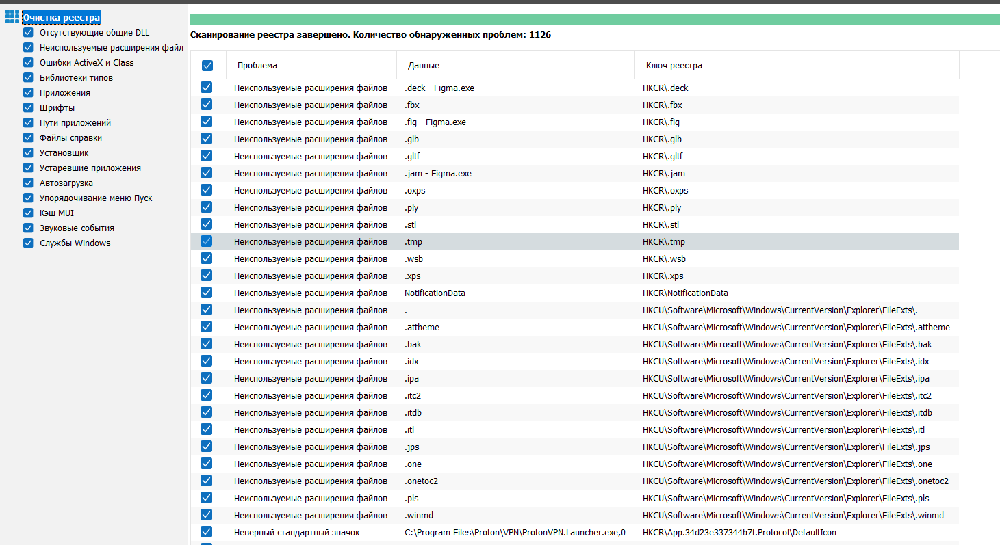 Очистка реестра
Отсутствующие общие DLL
Неиспользуемые расширения файл
Ошибки ActiveX и Class
Библиотеки типов
Приложения
Шрифты
Пути приложений
Файлы справки
Установщик
Устаревшие приложения
Автозагрузка
Упорядочивание меню Пуск
Кэш MUI
Звуковые события
Службы Windows
Сканирование реестра завершено. Количество обнаруженных проблем: 1126
Проблема Данные Ключ реестра
Неиспользуемые расширения файлов .deck - Figma.exe HKCR\.deck
Неиспользуемые расширения файлов .fbx HKCR\.fbx
Неиспользуемые расширения файлов .fig - Figma.exe HKCR\.fig
Неиспользуемые расширения файлов .glb HKCR\.glb
Неиспользуемые расширения файлов .gltf HKCR\.gltf
Неиспользуемые расширения файлов .jam - Figma.exe HKCR\.jam
Неиспользуемые расширения файлов .oxps HKCR\.oxps
Неиспользуемые расширения файлов .ply HKCR\.ply
Неиспользуемые расширения файлов .stl HKCR\.stl
Неиспользуемые расширения файлов .tmp HKCR\.tmp
Неиспользуемые расширения файлов .wsb HKCR\.wsb
Неиспользуемые расширения файлов .xps HKCR\.xps
Неиспользуемые расширения файлов NotificationData HKCR\NotificationData
Неиспользуемые расширения файлов . HKCU\Software\Microsoft\Windows\CurrentVersion\Explorer\FileExts\.
Неиспользуемые расширения файлов .attheme HKCU\Software\Microsoft\Windows\CurrentVersion\Explorer\FileExts\.attheme
Неиспользуемые расширения файлов .bak HKCU\Software\Microsoft\Windows\CurrentVersion\Explorer\FileExts\.bak
Неиспользуемые расширения файлов .idx HKCU\Software\Microsoft\Windows\CurrentVersion\Explorer\FileExts\.idx
Неиспользуемые расширения файлов .ipa HKCU\Software\Microsoft\Windows\CurrentVersion\Explorer\FileExts\.ipa
Неиспользуемые расширения файлов .itc2 HKCU\Software\Microsoft\Windows\CurrentVersion\Explorer\FileExts\.itc2
Неиспользуемые расширения файлов .itdb HKCU\Software\Microsoft\Windows\CurrentVersion\Explorer\FileExts\.itdb
Неиспользуемые расширения файлов .itl HKCU\Software\Microsoft\Windows\CurrentVersion\Explorer\FileExts\.itl
Неиспользуемые расширения файлов .jps HKCU\Software\Microsoft\Windows\CurrentVersion\Explorer\FileExts\.jps
Неиспользуемые расширения файлов .one HKCU\Software\Microsoft\Windows\CurrentVersion\Explorer\FileExts\.one
Неиспользуемые расширения файлов .onetoc2 HKCU\Software\Microsoft\Windows\CurrentVersion\Explorer\FileExts\.onetoc2
Неиспользуемые расширения файлов .pls HKCU\Software\Microsoft\Windows\CurrentVersion\Explorer\FileExts\.pls
Неиспользуемые расширения файлов .winmd HKCU\Software\Microsoft\Windows\CurrentVersion\Explorer\FileExts\.winmd
Неверный стандартный значок C:\Program Files\Proton\VPN\ProtonVPN.Launcher.exe,0 HKCR\App.34d23e337344b7f.Protocol\DefaultIcon